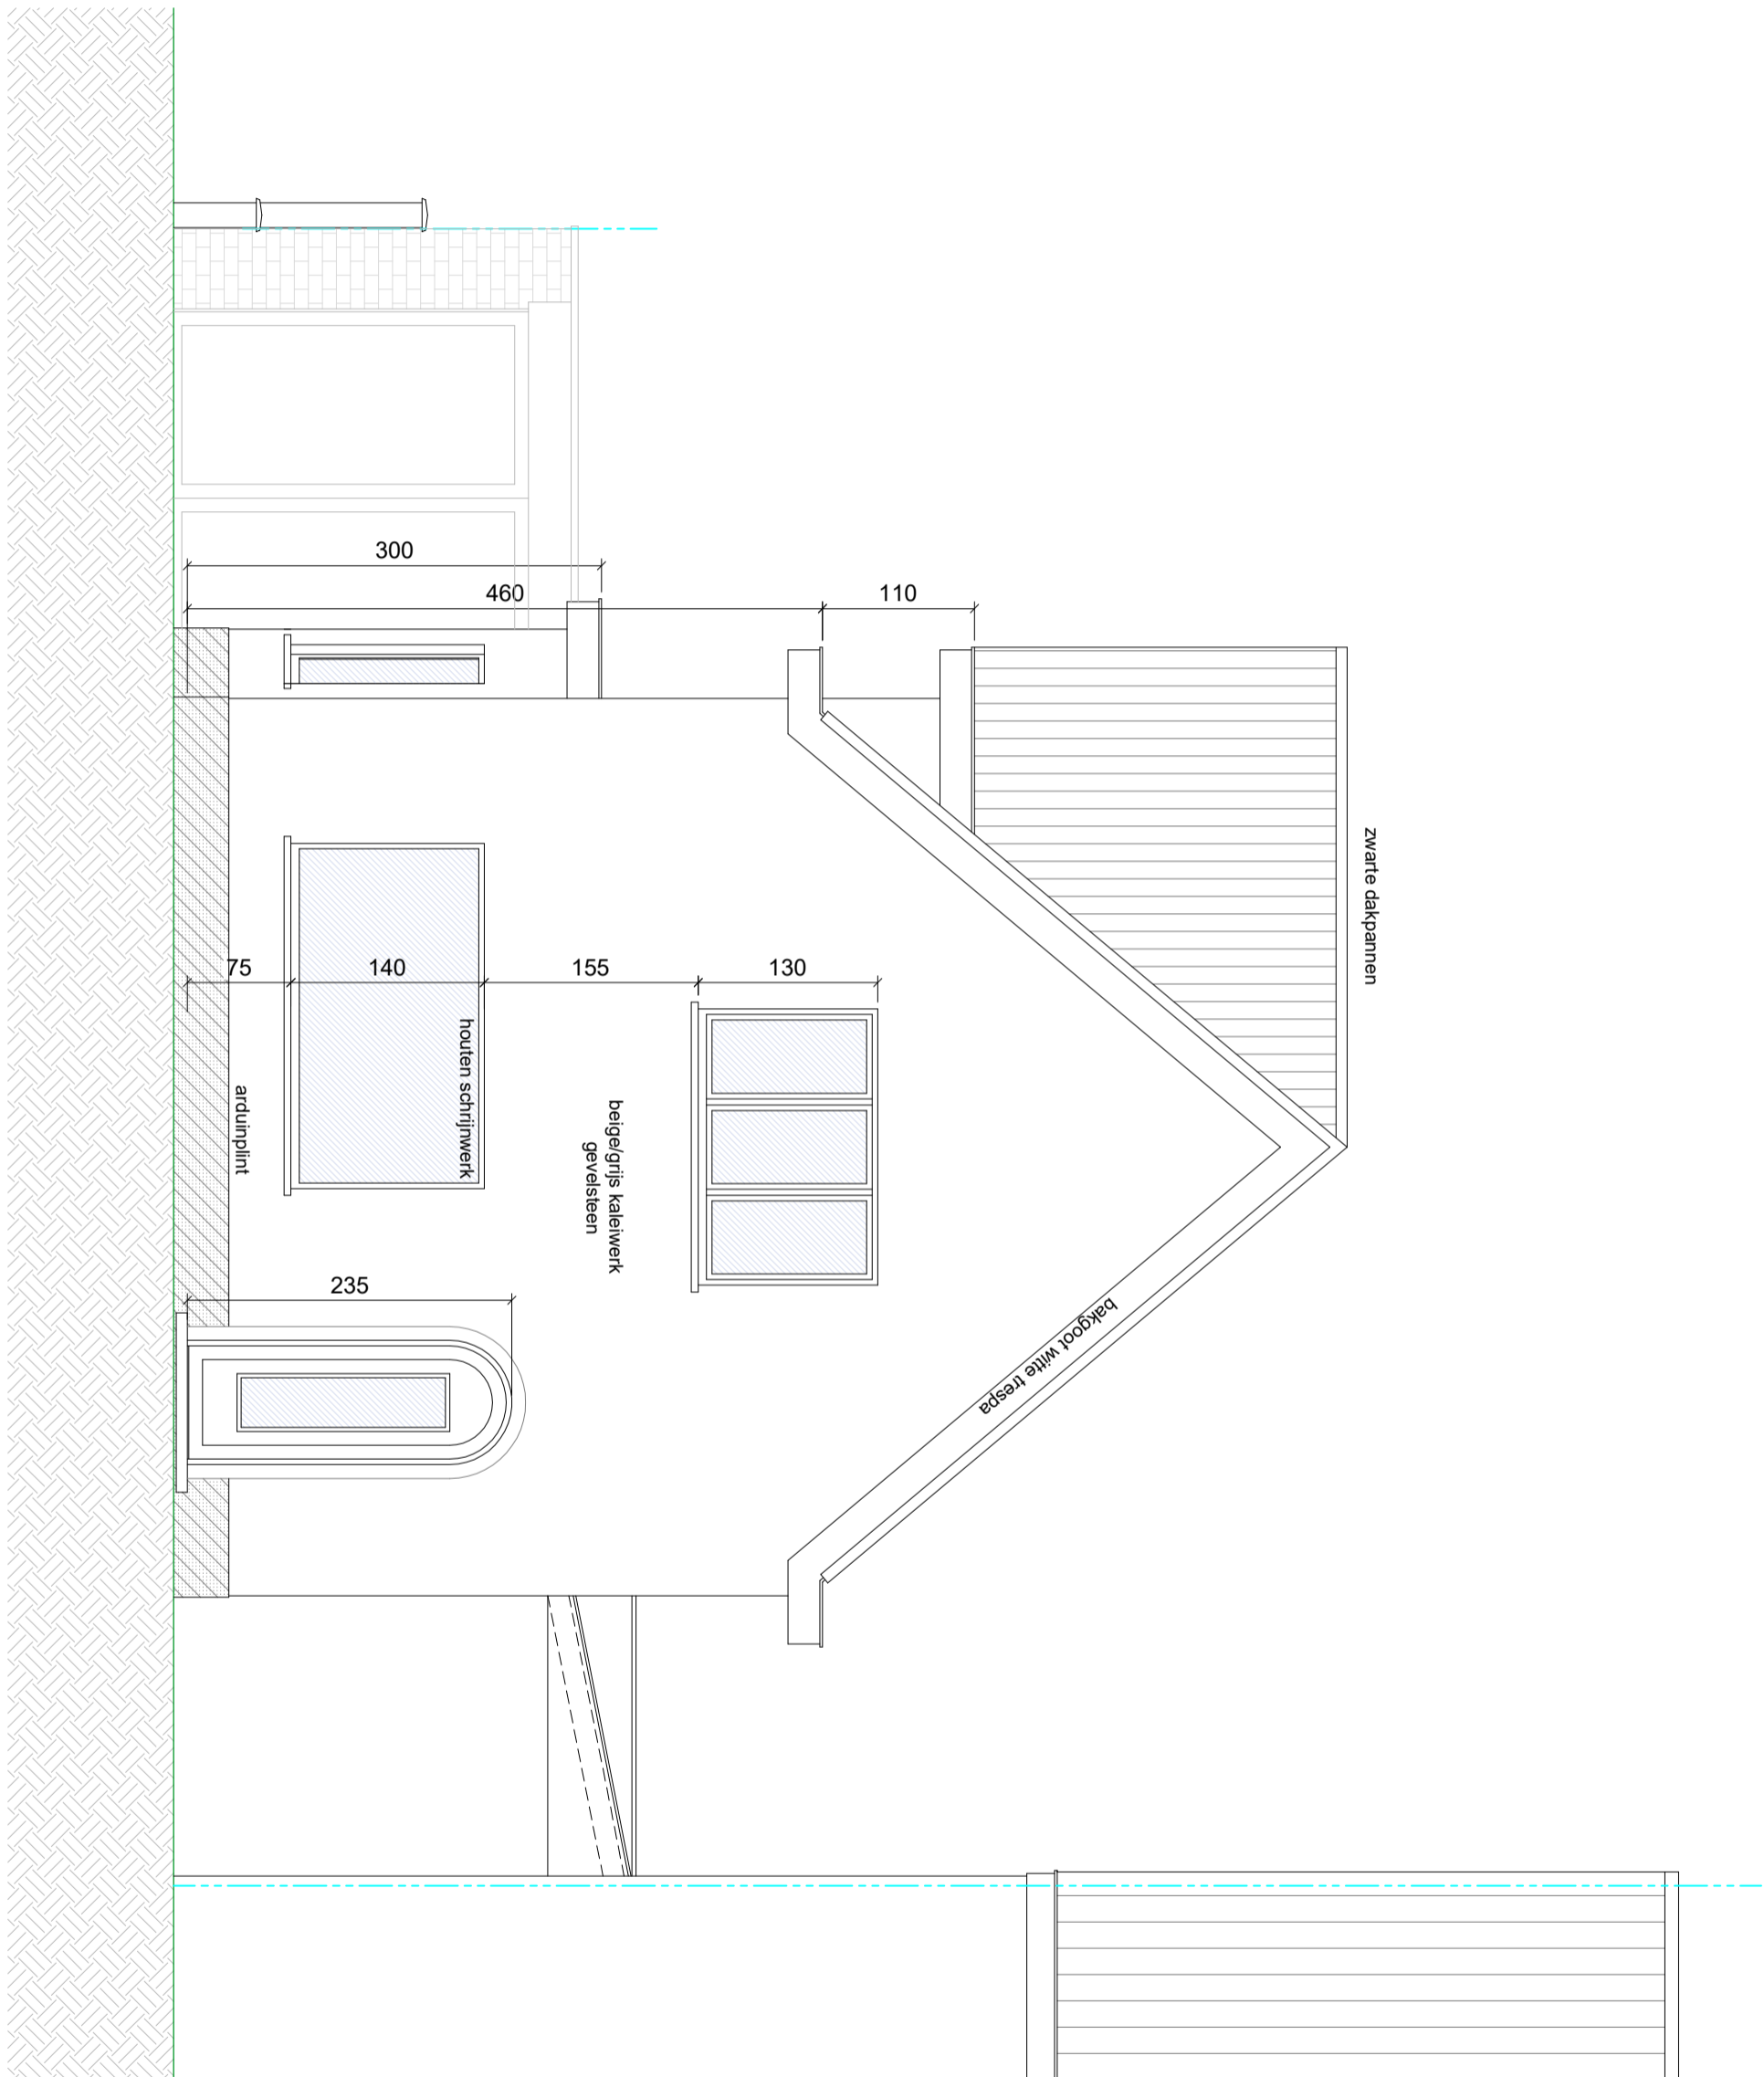 300
460
110
zwarte dakpannen
75
140
155
130
houten schrijnwerk
arduinplint
beige/grijs kaleiwerk
gevelsteen
235
bakgoot witte trespa